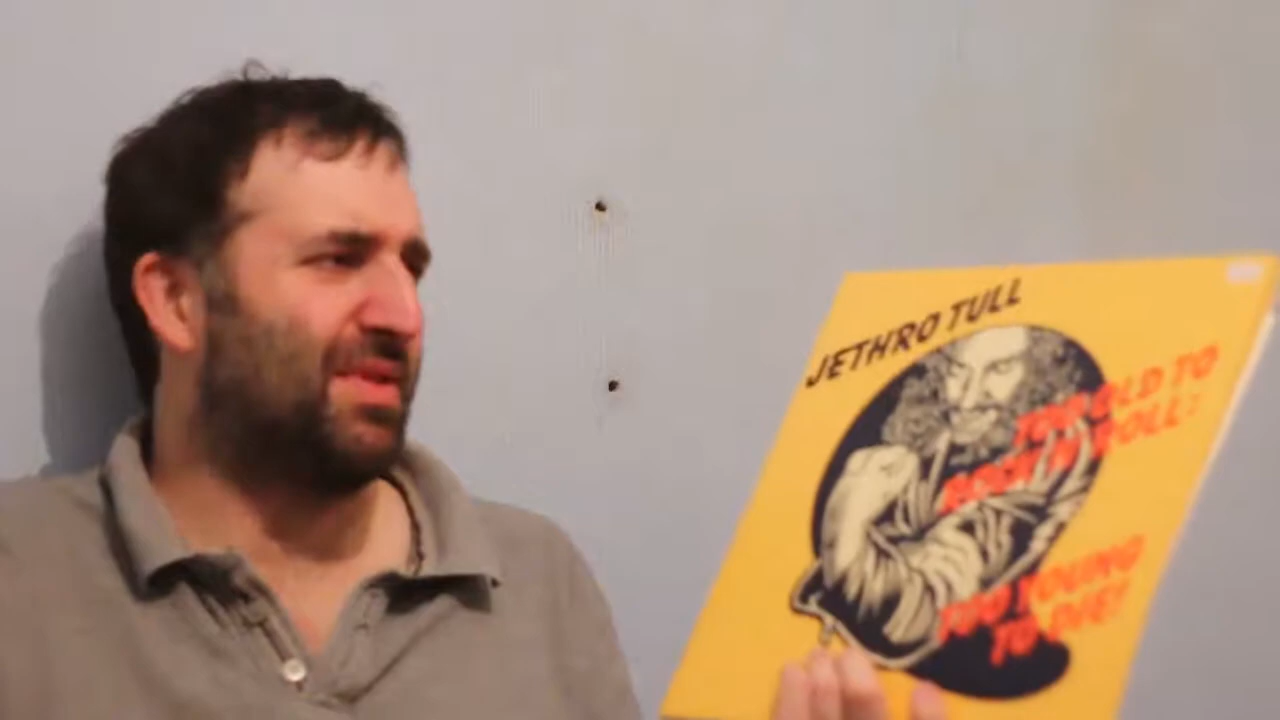 JETHRO TULL
TOO OLD TO
ROCK'N'ROLL:
TOO YOUNG
TO DIE!